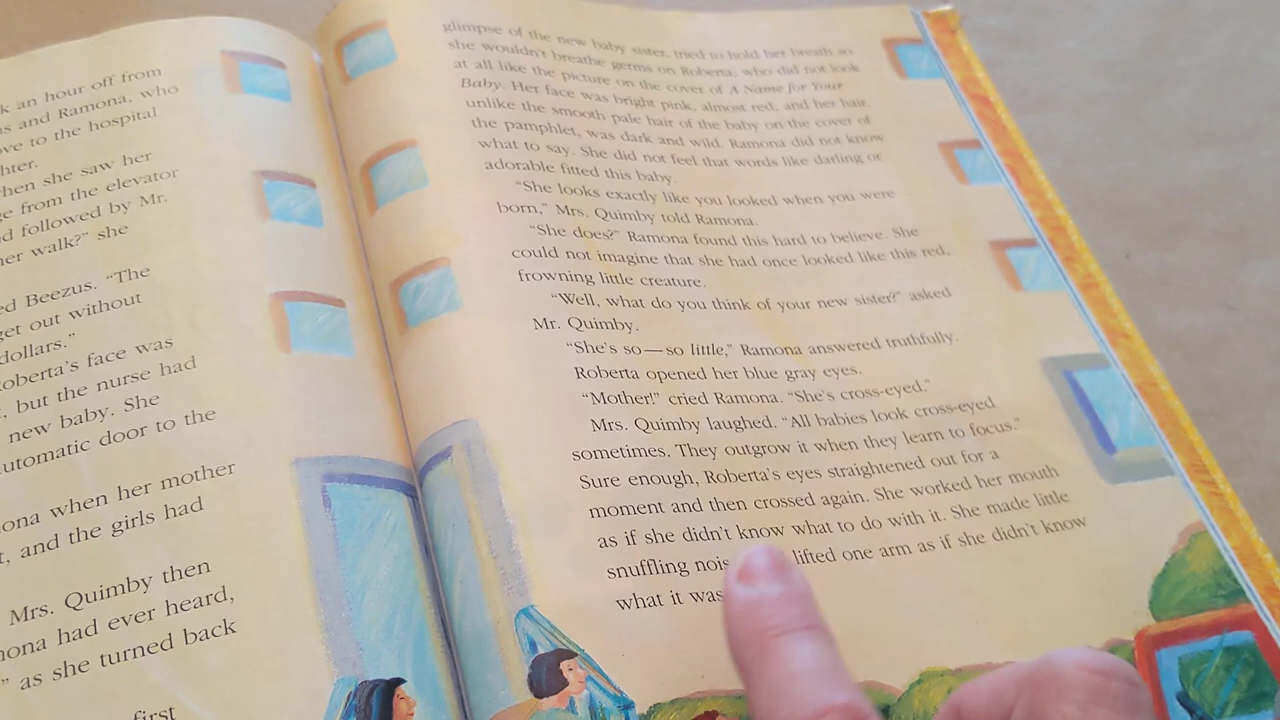 k an hour off from
s and Ramona, who
ve to the hospital
hter.
hen she saw her
ge from the elevator
d followed by Mr.
her walk?" she
ed Beezus. "The
get out without
dollars."
Roberta's face was
, but the nurse had
new baby. She
automatic door to the
ona when her mother
t, and the girls had
Mrs. Quimby then
mona had ever heard,
" as she turned back
first
glimpse of the new baby sister, tried to hold her breath so
she wouldn't breathe germs on Roberta, who did not look
at all like the picture on the cover of A Name for Your
Baby. Her face was bright pink, almost red, and her hair,
unlike the smooth pale hair of the baby on the cover of
the pamphlet, was dark and wild. Ramona did not know
what to say. She did not feel that words like darling or
adorable fitted this baby.
"She looks exactly like you looked when you were
born," Mrs. Quimby told Ramona.
"She does?" Ramona found this hard to believe. She
could not imagine that she had once looked like this red,
frowning little creature.
"Well, what do you think of your new sister?" asked
Mr. Quimby.
"She's so—so little," Ramona answered truthfully.
Roberta opened her blue gray eyes.
"Mother!" cried Ramona. "She's cross-eyed."
Mrs. Quimby laughed. "All babies look cross-eyed
sometimes. They outgrow it when they learn to focus."
Sure enough, Roberta's eyes straightened out for a
moment and then crossed again. She worked her mouth
as if she didn't know what to do with it. She made little
snuffling nois lifted one arm as if she didn't know
what it was